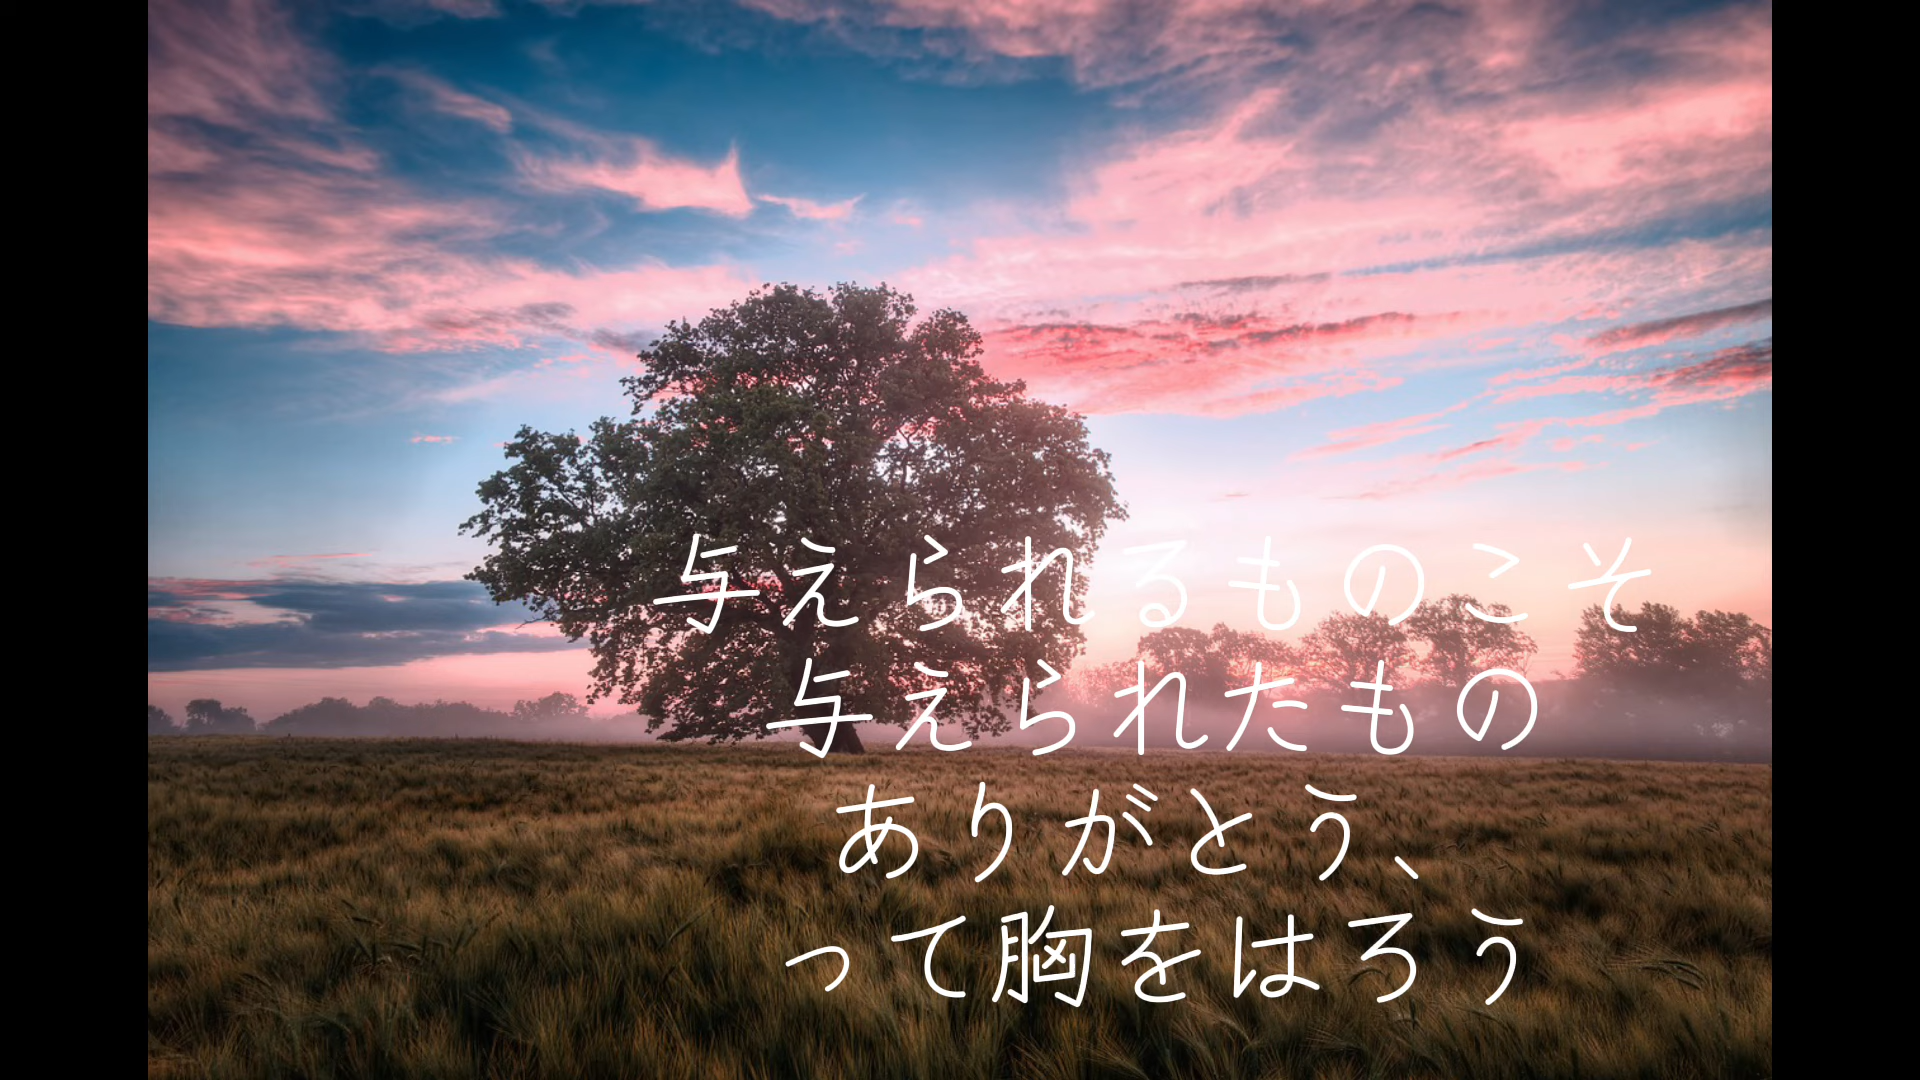 与えられるものこそ
与えられたもの
ありがとう、
って胸をはろう